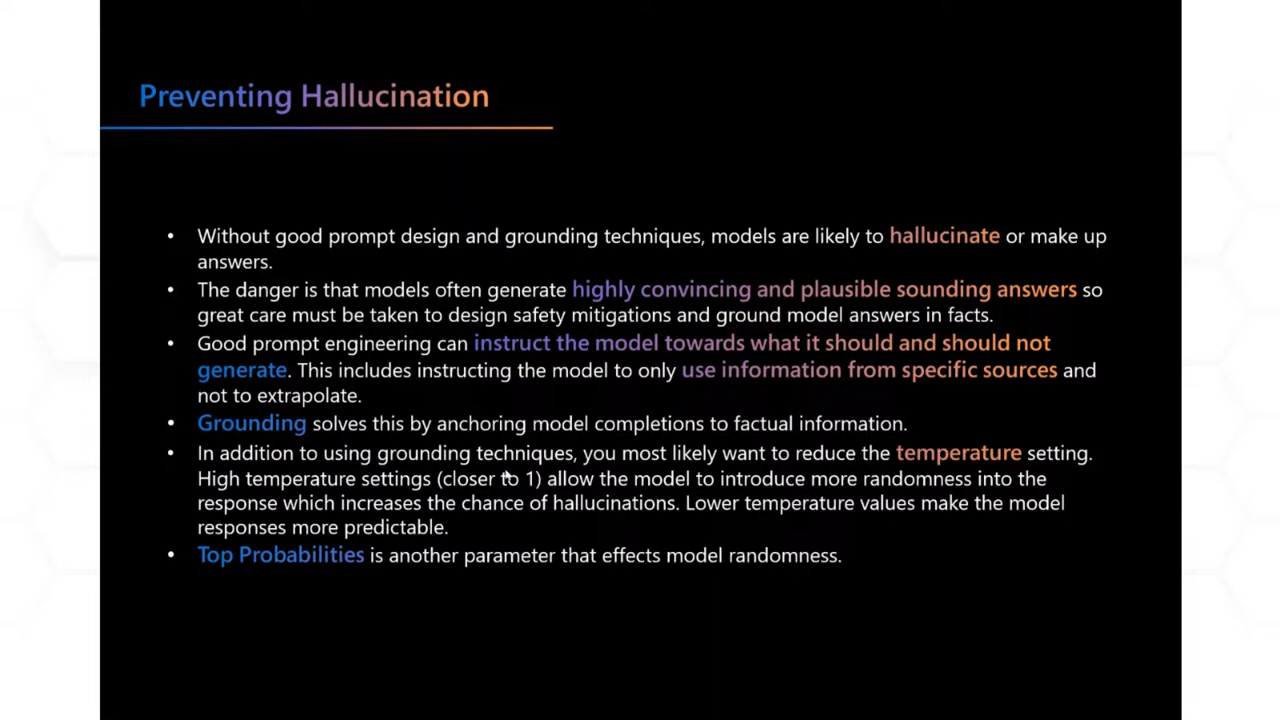 Preventing Hallucination
• Without good prompt design and grounding techniques, models are likely to hallucinate or make up
answers.
• The danger is that models often generate highly convincing and plausible sounding answers so
great care must be taken to design safety mitigations and ground model answers in facts.
• Good prompt engineering can instruct the model towards what it should and should not
generate. This includes instructing the model to only use information from specific sources and
not to extrapolate.
• Grounding solves this by anchoring model completions to factual information.
• In addition to using grounding techniques, you most likely want to reduce the temperature setting.
High temperature settings (closer to 1) allow the model to introduce more randomness into the
response which increases the chance of hallucinations. Lower temperature values make the model
responses more predictable.
• Top Probabilities is another parameter that effects model randomness.